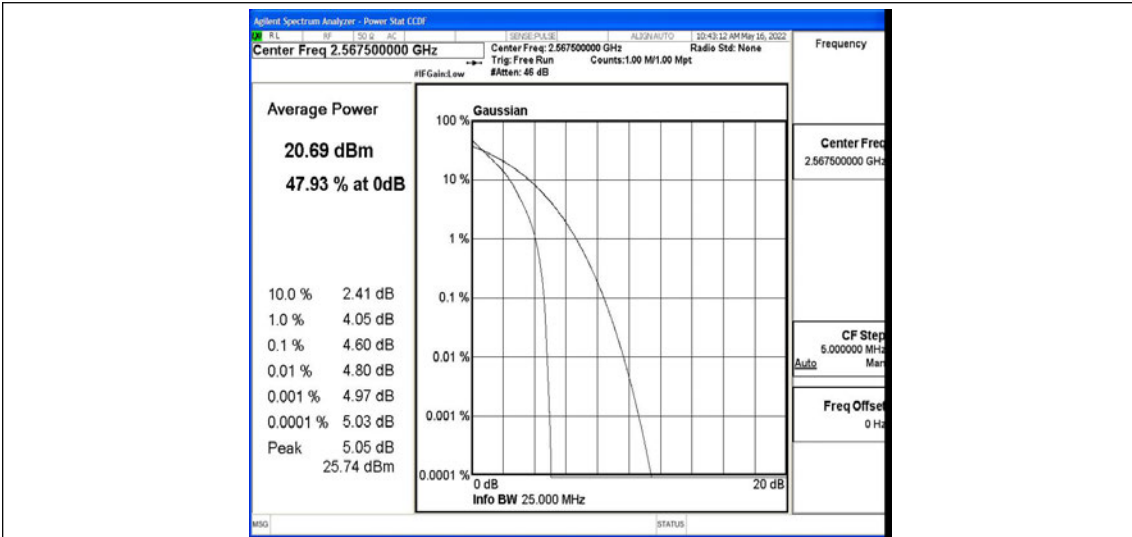 Agilent Spectrum Analyzer - Power Stat CCDF
RL RF 50 Ω AC SENSE:PULSE ALIGNAUTO 10:43:12 AM May 16, 2022
Center Freq 2.567500000 GHz
Center Freq: 2.567500000 GHz Radio Std: None
Trig: Free Run Counts:1.00 M/1.00 Mpt
#IFGain:Low #Atten: 46 dB
Frequency
Average Power
20.69 dBm
47.93 % at 0dB
10.0 % 2.41 dB
1.0 % 4.05 dB
0.1 % 4.60 dB
0.01 % 4.80 dB
0.001 % 4.97 dB
0.0001 % 5.03 dB
Peak 5.05 dB
25.74 dBm
Gaussian
100 %
10 %
1 %
0.1 %
0.01 %
0.001 %
0.0001 %
0 dB 20 dB
Info BW 25.000 MHz
Center Freq
2.567500000 GHz
CF Step
5.000000 MHz
Auto Man
Freq Offset
0 Hz
MSG STATUS